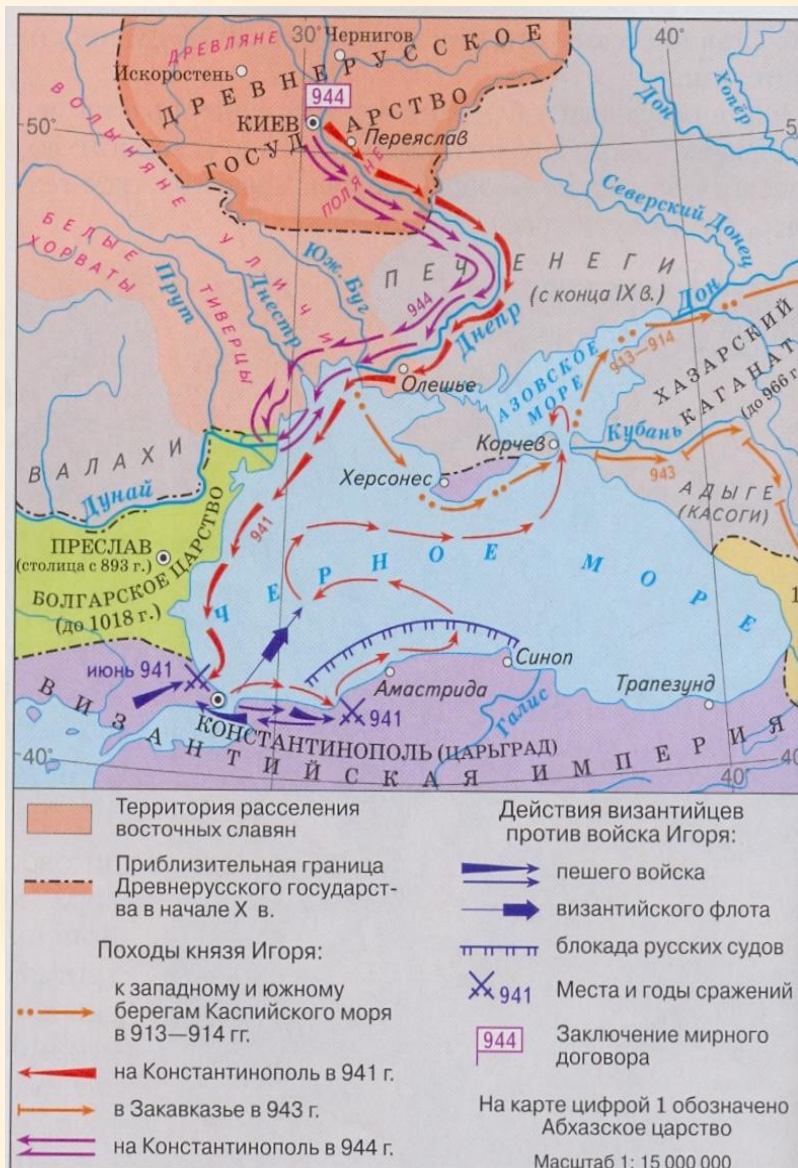 30°
Чернигов
40°
ДРЕВЛЯНЕ
Искоростень
ДРЕВНЕРУССКОЕ
ГОСУДАРСТВО
944
КИЕВ
Переяслав
50°
ПОЛЯНЕ
ВОЛЫНЯНЕ
БЕЛЫЕ
ХОРВАТЫ
УЛИЧИ
ТИВЕРЦЫ
Прут
Днестр
Юж. Буг
Дон
Хопёр
Северский Донец
ПЕЧЕНЕГИ
(с конца IX в.)
Дон
944
Днепр
Олешье
АЗОВСКОЕ
МОРЕ
913—914
ХАЗАРСКИЙ
КАГАНАТ
(до 966 г.
Корчев
Кубань
943
Херсонес
АДЫГЕ
(КАСОГИ)
ВАЛАХИ
Дунай
ПРЕСЛАВ
(столица с 893 г.)
БОЛГАРСКОЕ ЦАРСТВО
(до 1018 г.)
941
ЧЕРНОЕ МОРЕ
1
июнь 941
Синоп
Амастрида
Трапезунд
941
Галис
КОНСТАНТИНОПОЛЬ (ЦАРЬГРАД)
ВИЗАНТИЙСКАЯ ИМПЕРИЯ
40°
40°
40
Территория расселения
восточных славян
Приблизительная граница
Древнерусского государст-
ва в начале X в.
Походы князя Игоря:
к западному и южному
берегам Каспийского моря
в 913—914 гг.
на Константинополь в 941 г.
в Закавказье в 943 г.
на Константинополь в 944 г.
Действия византийцев
против войска Игоря:
пешего войска
византийского флота
блокада русских судов
941
Места и годы сражений
944
Заключение мирного
договора
На карте цифрой 1 обозначено
Абхазское царство
Масштаб 1: 15 000 000